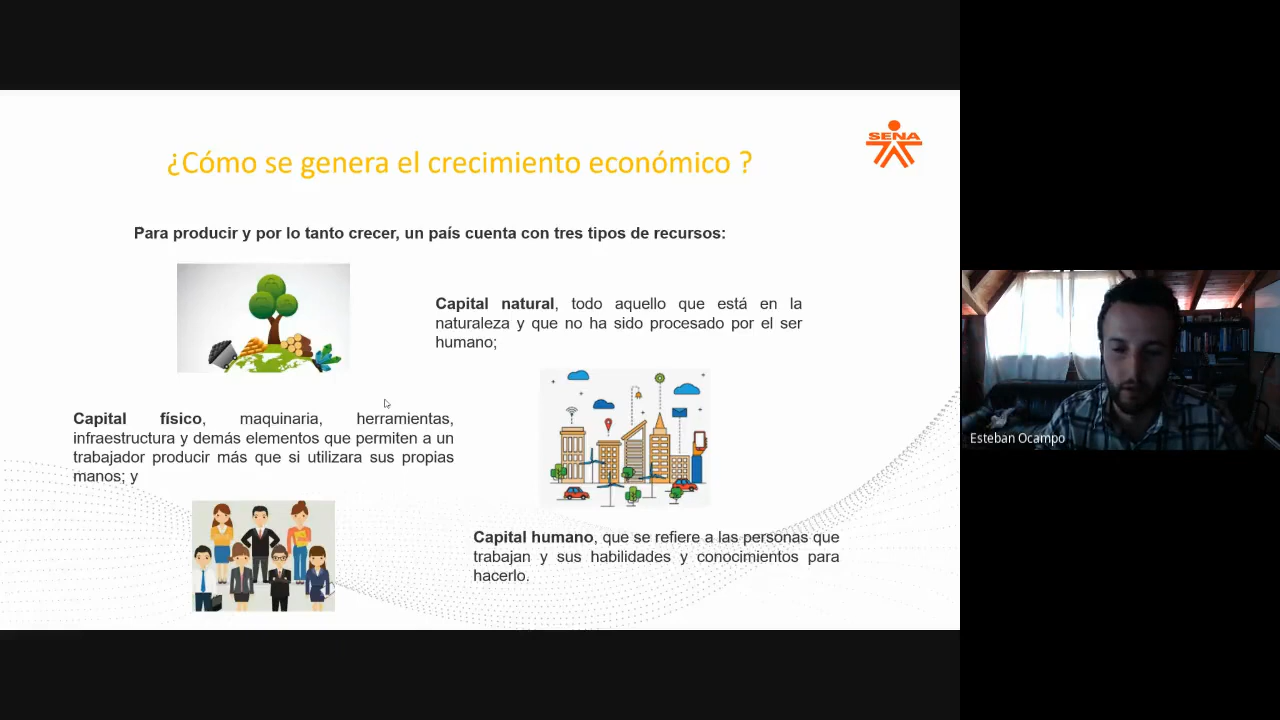 SENA
¿Cómo se genera el crecimiento económico ?
Para producir y por lo tanto crecer, un país cuenta con tres tipos de recursos:
Capital natural, todo aquello que está en la
naturaleza y que no ha sido procesado por el ser
humano;
Capital físico, maquinaria, herramientas,
infraestructura y demás elementos que permiten a un
trabajador producir más que si utilizara sus propias
manos; y
Capital humano, que se refiere a las personas que
trabajan y sus habilidades y conocimientos para
hacerlo.
Esteban Ocampo